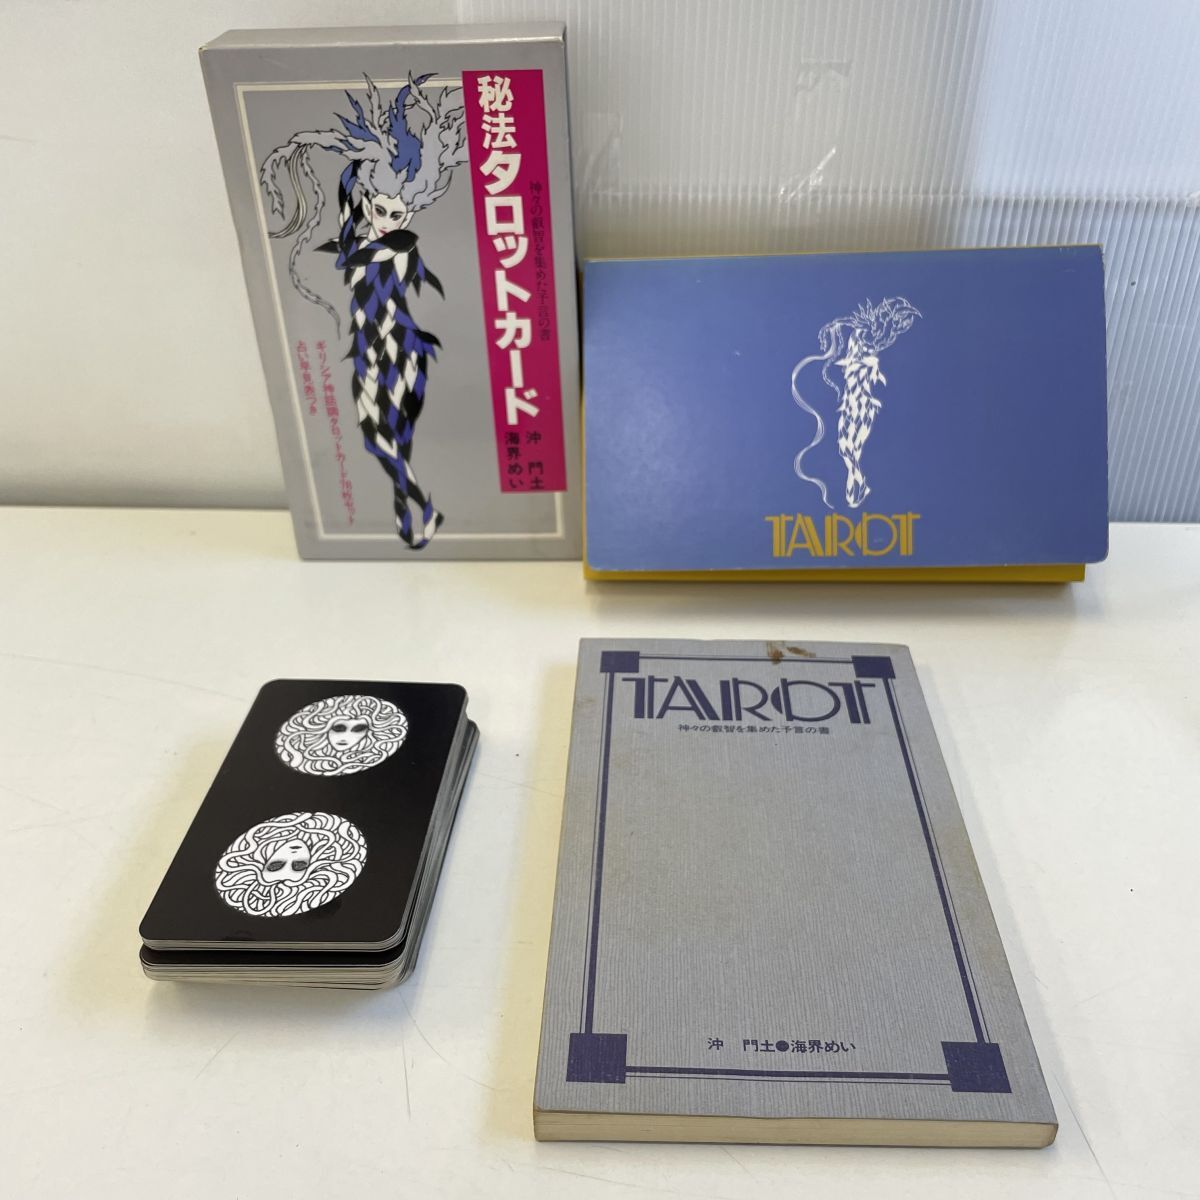 秘法タロットカード
神々の叡智を集めた予言の書
沖 門土
海界めい
ギリシア神話調タロットカード78枚セット
占い早見表つき
TAROT
TAROT
神々の叡智を集めた予言の書
沖 門土●海界めい